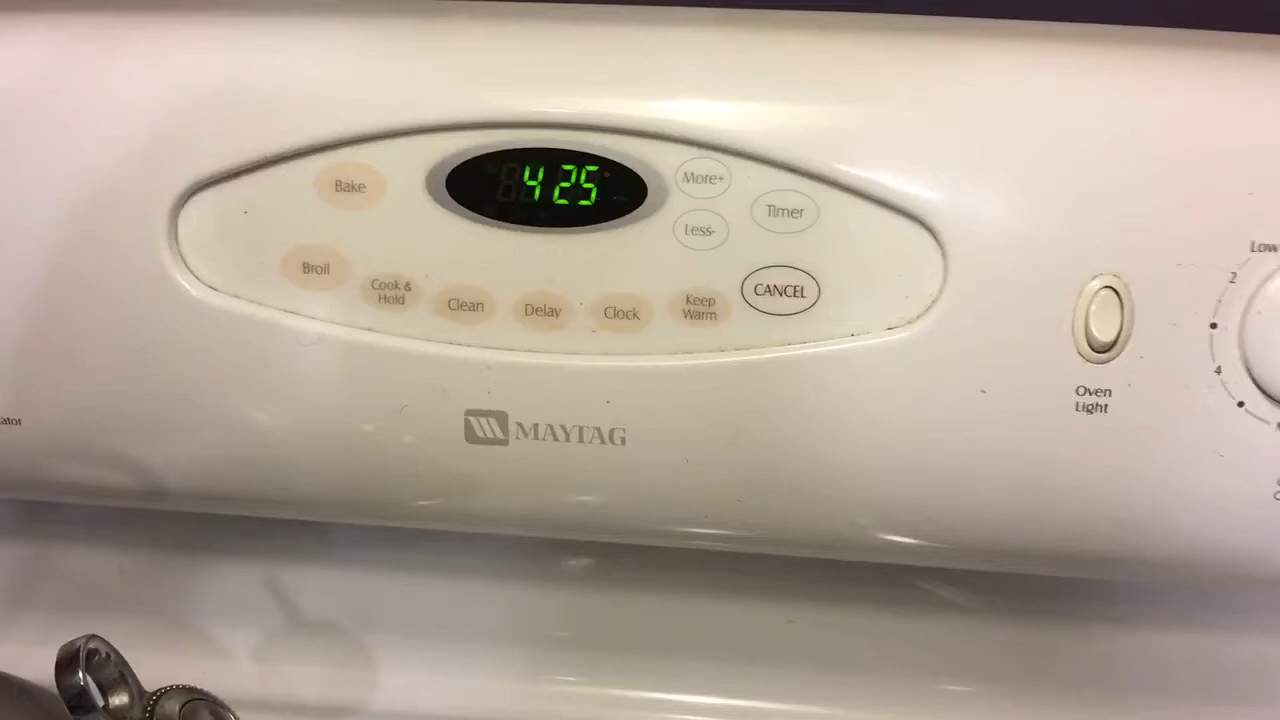 425
Bake
More+
Less-
Timer
Broil
Cook &
Hold
Clean
Delay
Clock
Keep
Warm
CANCEL
MAYTAG
Oven
Light
Low
2
4